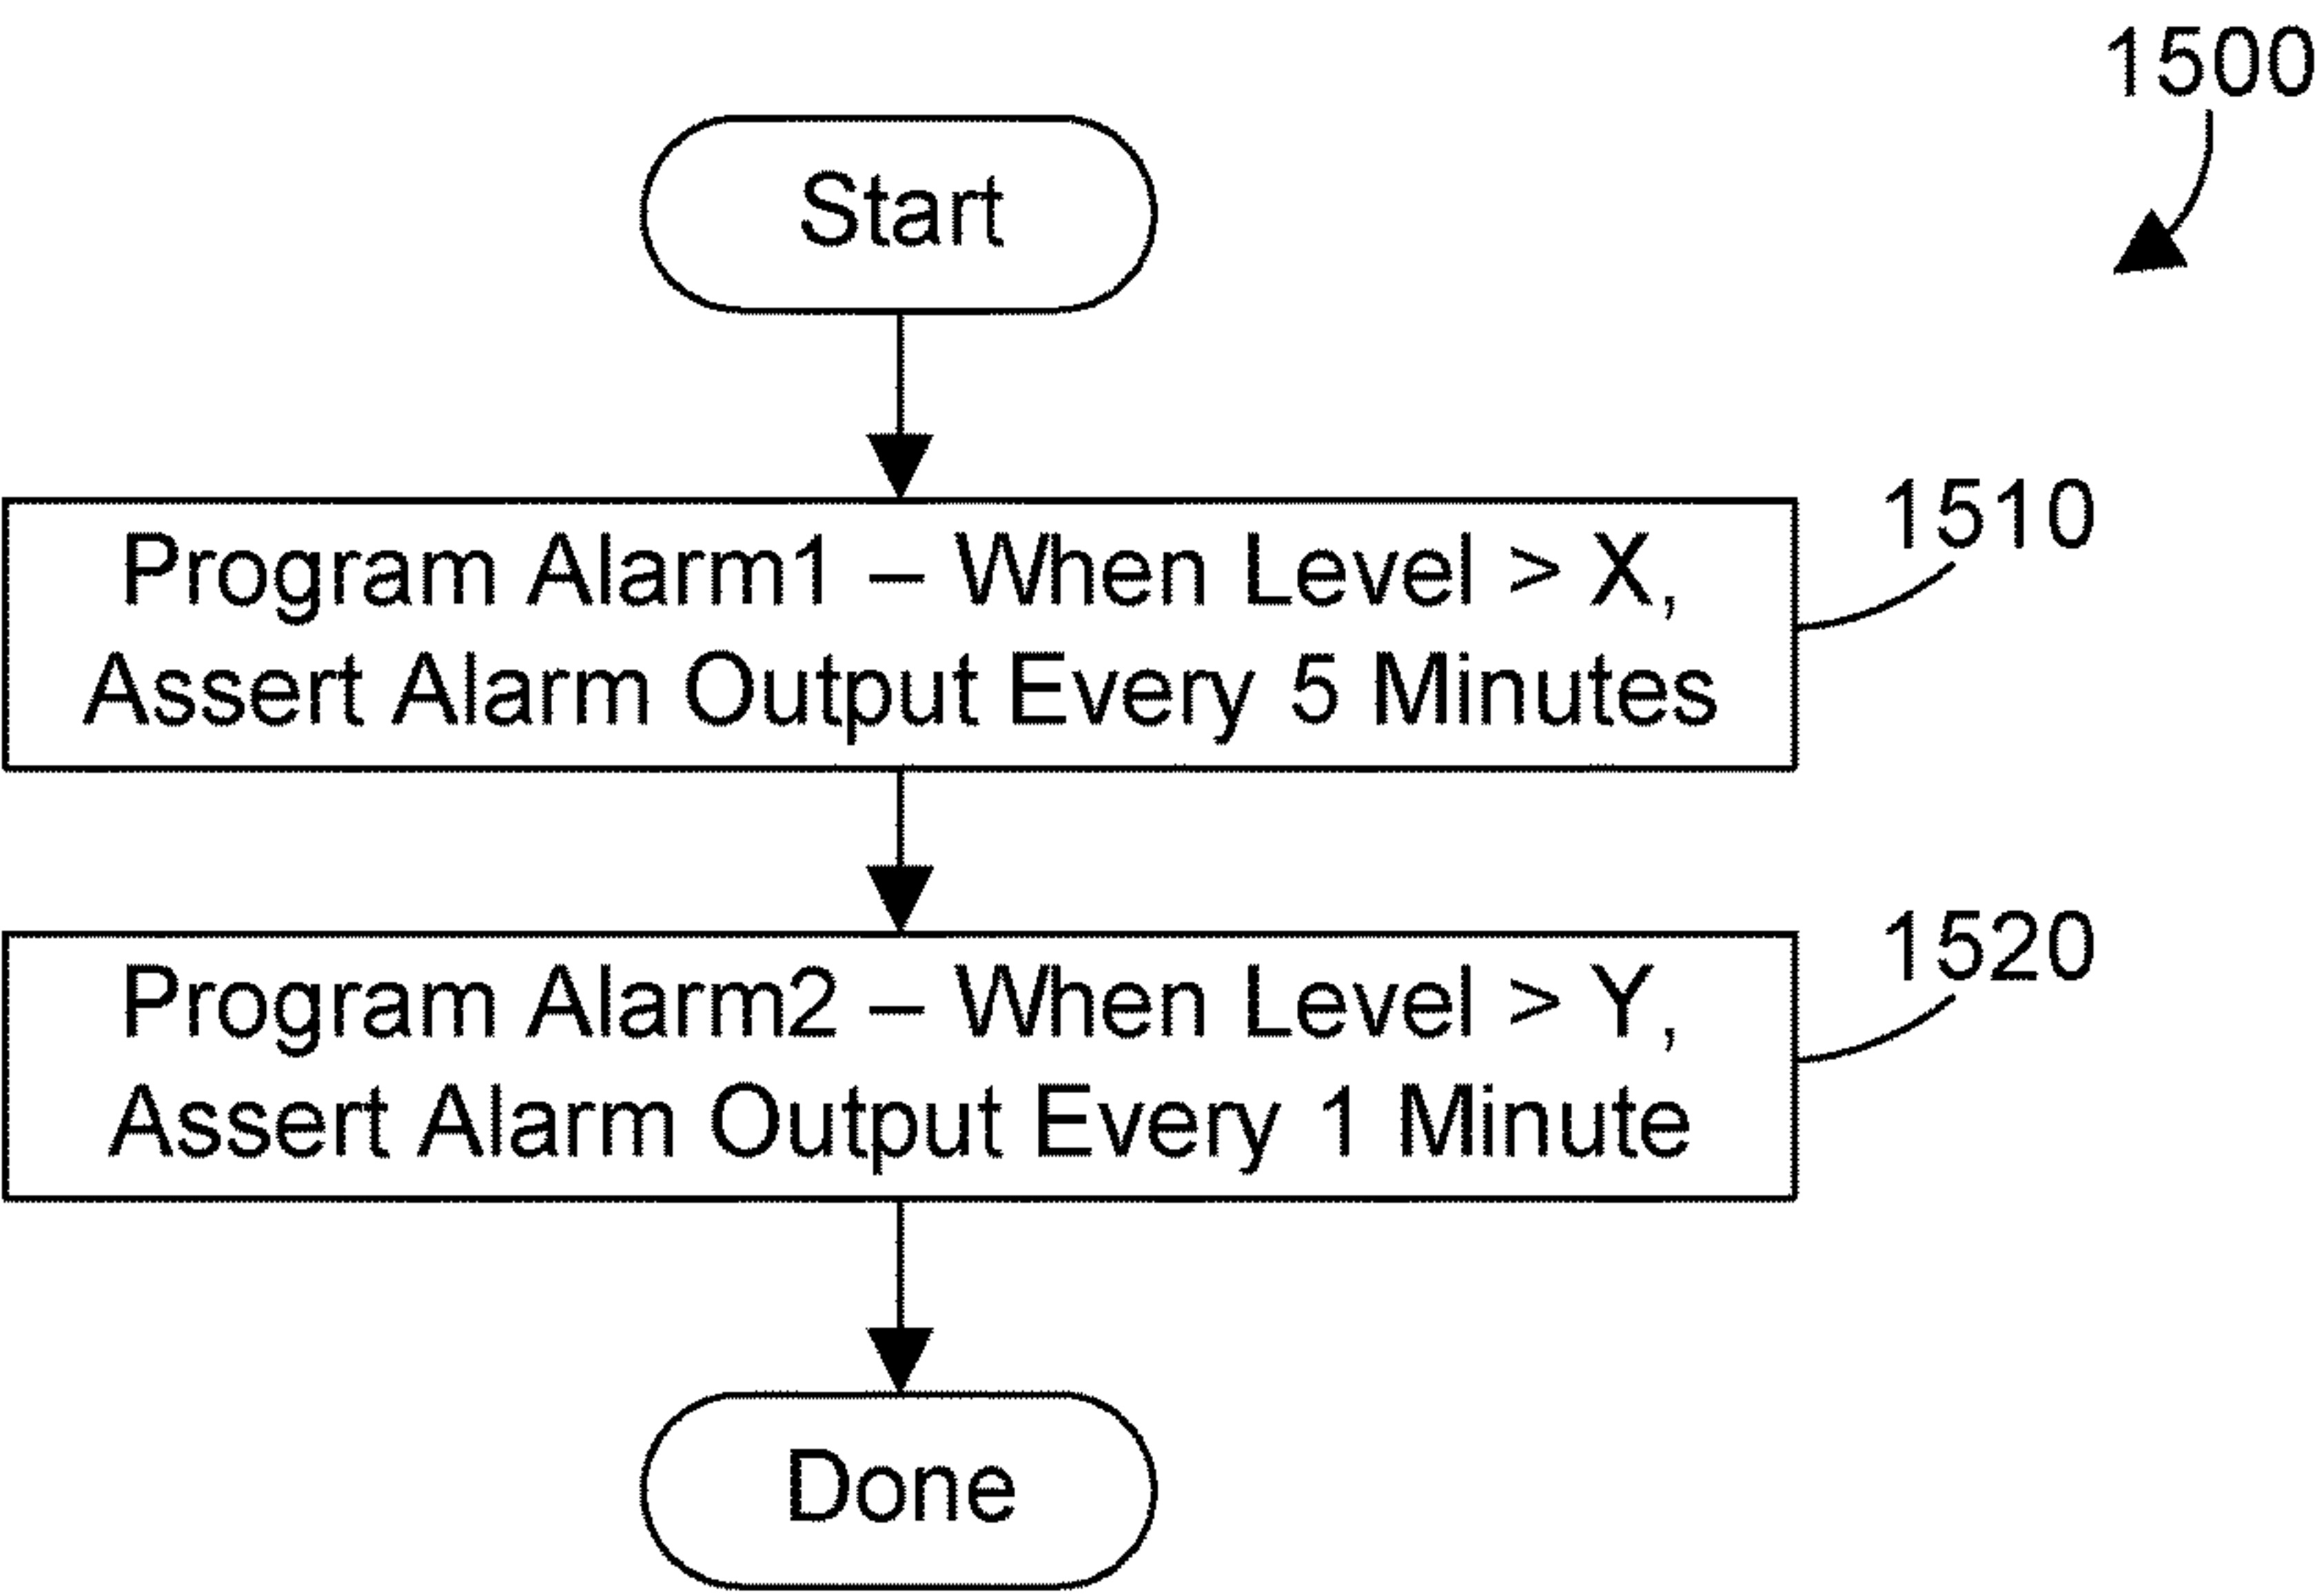 1500
Start
Program Alarm1 – When Level > X,
Assert Alarm Output Every 5 Minutes
1510
Program Alarm2 – When Level > Y,
Assert Alarm Output Every 1 Minute
1520
Done